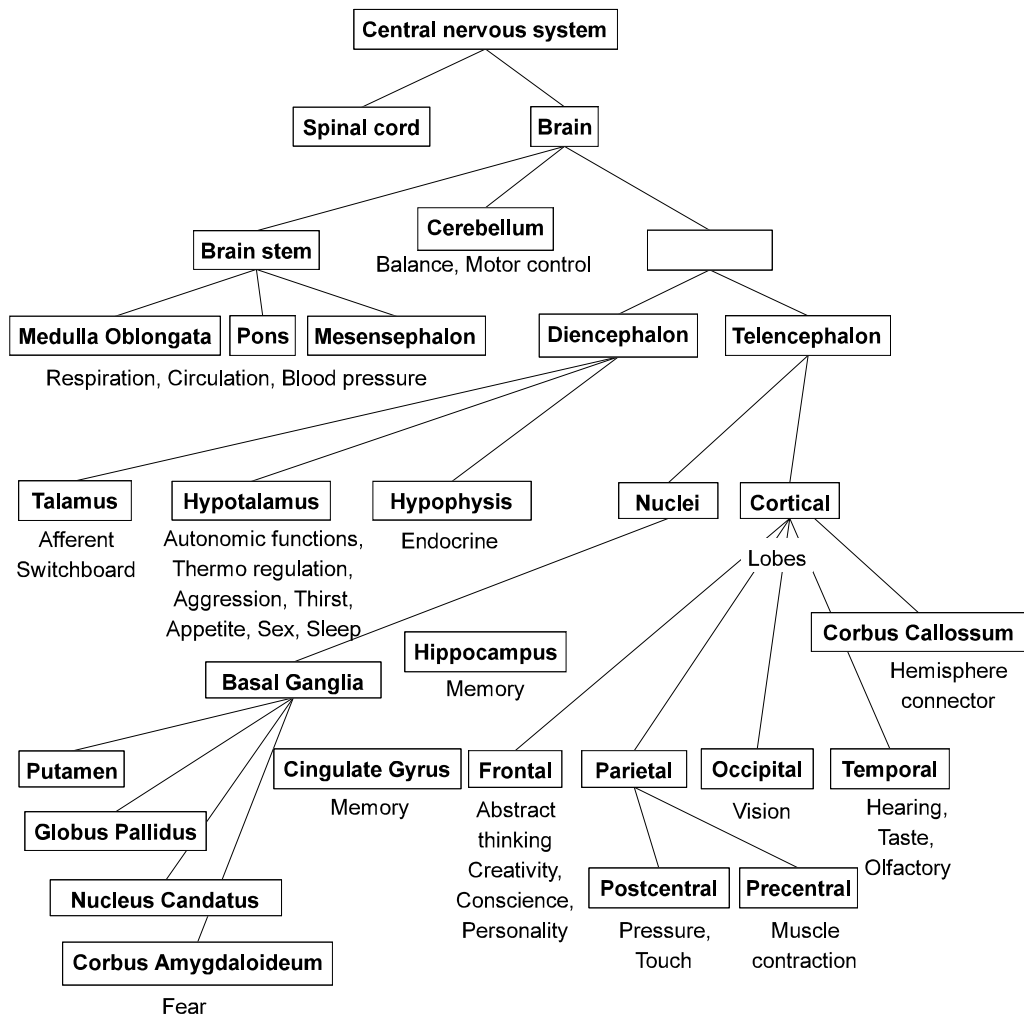 Central nervous system
Spinal cord
Brain
Brain stem
Cerebellum
Balance, Motor control
Medulla Oblongata
Pons
Mesensephalon
Respiration, Circulation, Blood pressure
Diencephalon
Telencephalon
Talamus
Afferent
Switchboard
Hypotalamus
Autonomic functions,
Thermo regulation,
Aggression, Thirst,
Appetite, Sex, Sleep
Hypophysis
Endocrine
Nuclei
Cortical
Lobes
Corbus Callossum
Hemisphere
connector
Hippocampus
Memory
Basal Ganglia
Putamen
Globus Pallidus
Nucleus Candatus
Corbus Amygdaloideum
Fear
Cingulate Gyrus
Memory
Frontal
Abstract
thinking
Creativity,
Conscience,
Personality
Parietal
Postcentral
Pressure,
Touch
Precentral
Muscle
contraction
Occipital
Vision
Temporal
Hearing,
Taste,
Olfactory